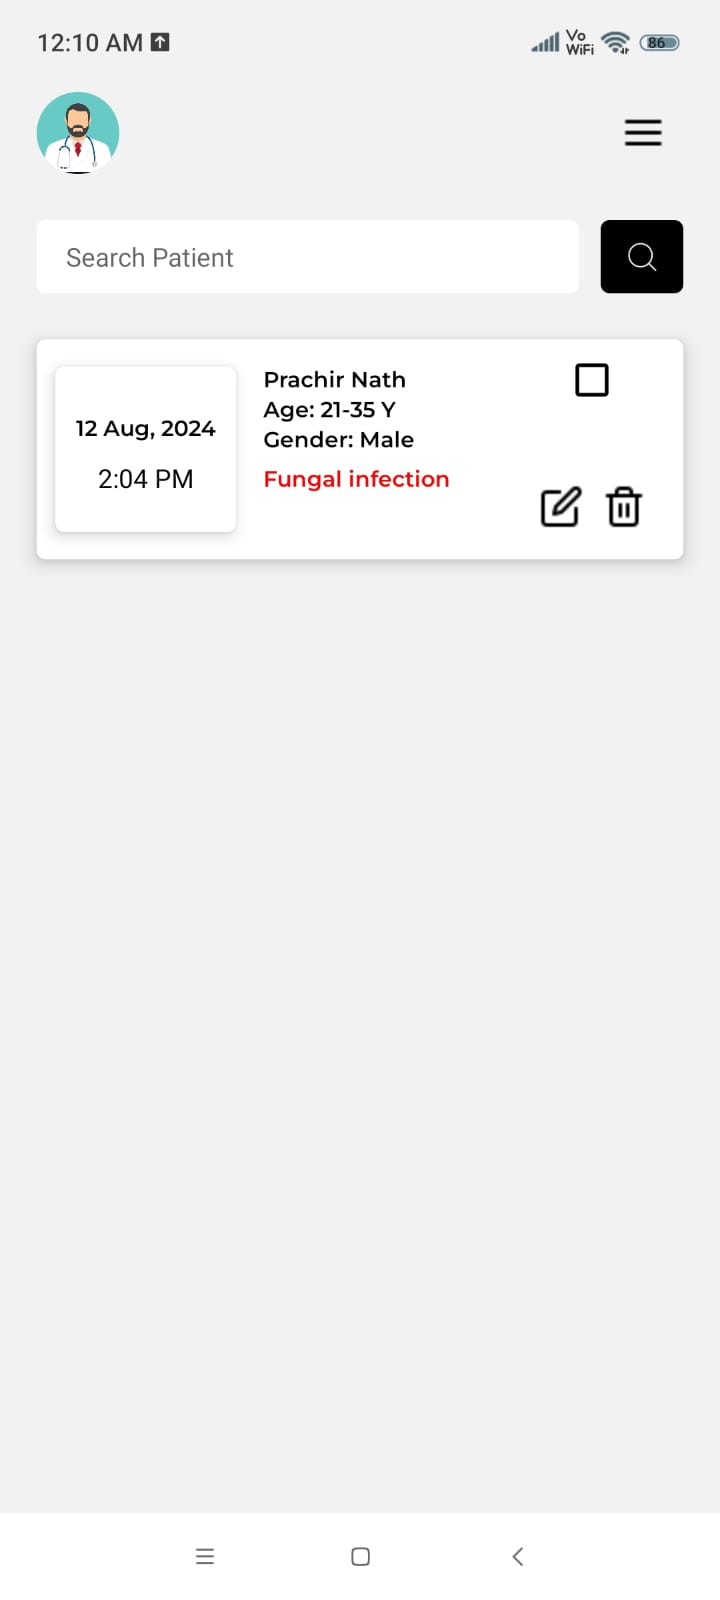 12:10 AM
Vo
WiFi
86
Search Patient
12 Aug, 2024
2:04 PM
Prachir Nath
Age: 21-35 Y
Gender: Male
Fungal infection